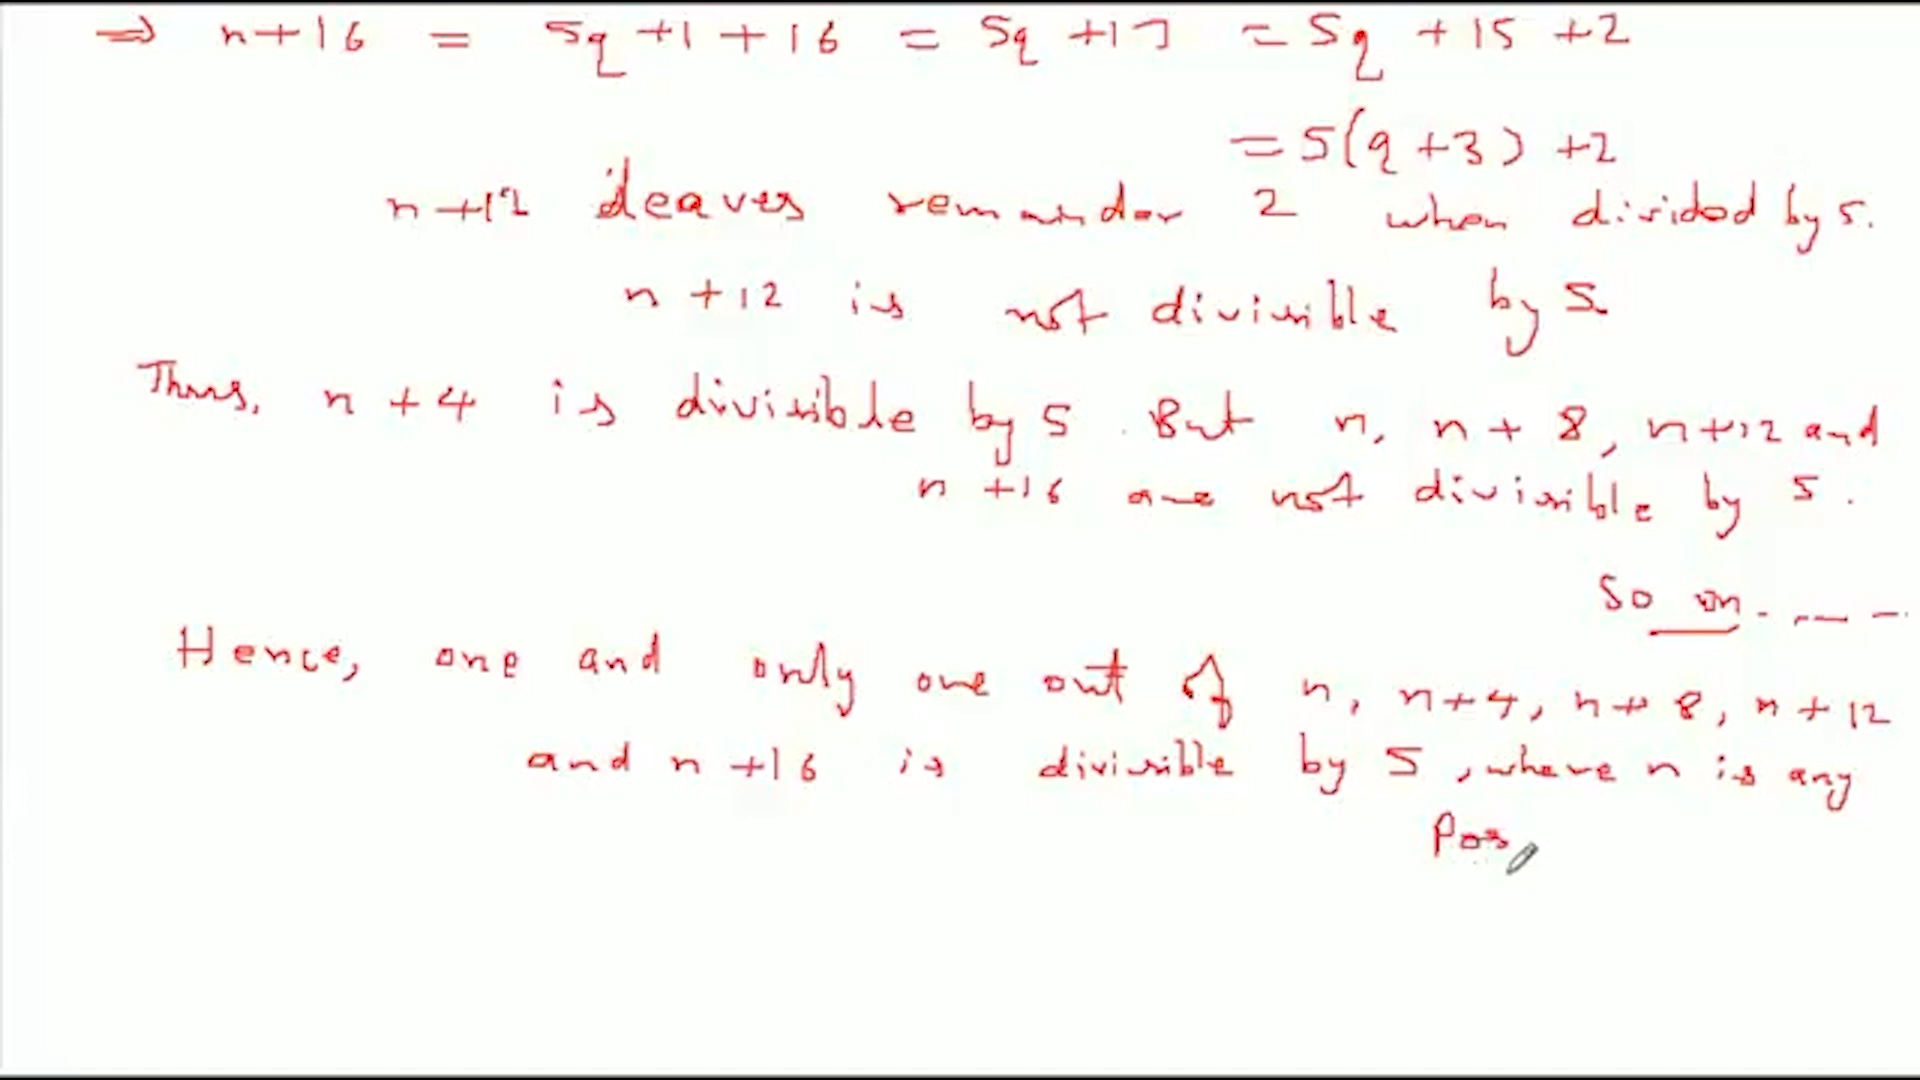 ⇒ n+16 = 5q +1 + 16 = 5q +17 = 5q + 15 +2
= 5(q +3) +2
n +12 leaves remainder 2 when divided by 5.
n +12 is not divisible by 5
Thus, n +4 is divisible by 5. But n, n + 8, n+12 and
n +16 are not divisible by 5.
So on - - - -
Hence, one and only one out of n, n+4, n+ 8, n +12
and n +16 is divisible by 5, where n is any
Pos